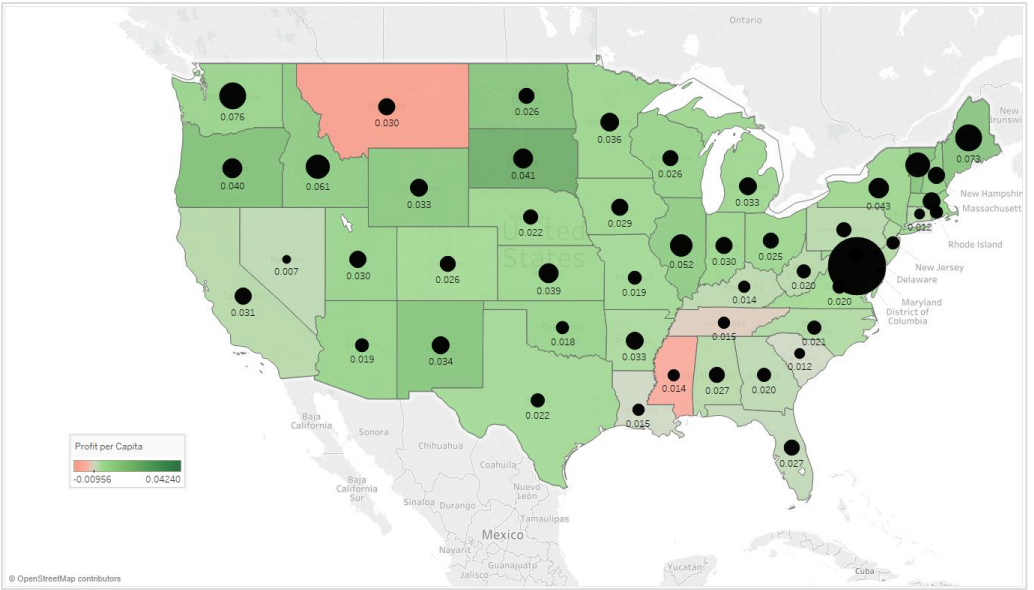 Ontario
New
Brunswi
0.076
0.030
0.026
0.036
0.073
0.040
0.061
0.033
0.041
0.026
0.033
0.043
New Hampshir
Massachusett
0.029
0.022
0.012
United
States
Rhode Island
0.007
0.030
0.026
0.039
0.052
0.030
0.025
0.019
0.014
0.020
0.020
New Jersey
Delaware
Maryland
District of
Columbia
0.031
0.019
0.034
0.018
0.033
0.015
0.021
0.012
0.014
0.027
0.020
0.022
0.015
0.027
Baja
California
Sonora
Chihuahua
Coahuila
Baja
California
Sur
Sinaloa
Durango
Nuevo
León
Tamaulipas
Mexico
Nayarit
Guanajuato
Jalisco
Yucatan
Cuba
Profit per Capita
-0.00956
0.04240
© OpenStreetMap contributors